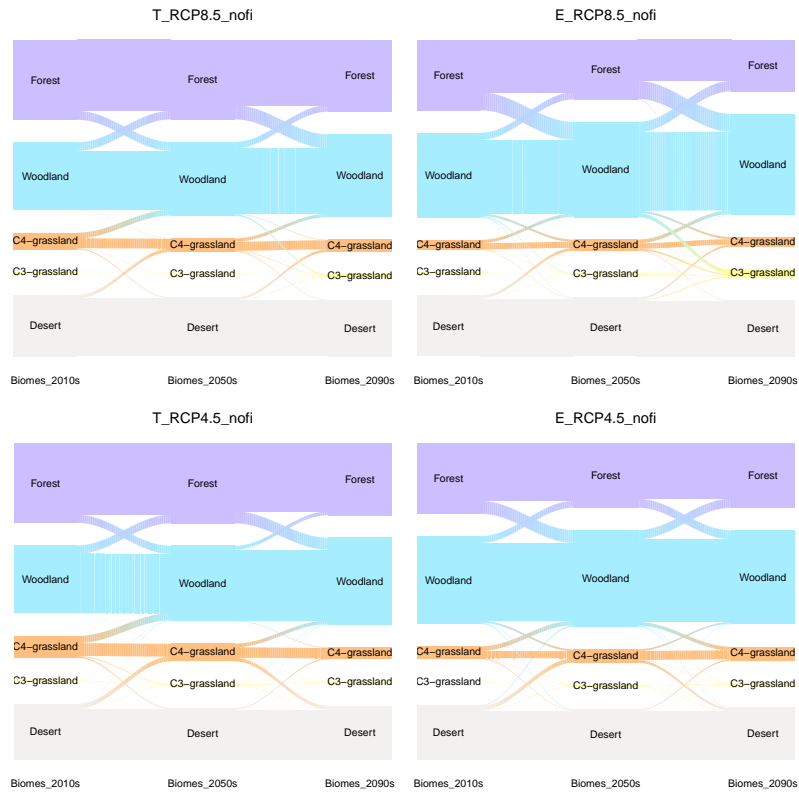 T_RCP8.5_nofi
E_RCP8.5_nofi
Forest
Forest
Forest
Woodland
Woodland
Woodland
C4−grassland
C4−grassland
C4−grassland
C3−grassland
C3−grassland
C3−grassland
Desert
Desert
Desert
Biomes_2010s
Biomes_2050s
Biomes_2090s
Forest
Forest
Forest
Woodland
Woodland
Woodland
C4−grassland
C4−grassland
C4−grassland
C3−grassland
C3−grassland
C3−grassland
Desert
Desert
Desert
Biomes_2010s
Biomes_2050s
Biomes_2090s
T_RCP4.5_nofi
E_RCP4.5_nofi
Forest
Forest
Forest
Woodland
Woodland
Woodland
C4−grassland
C4−grassland
C4−grassland
C3−grassland
C3−grassland
C3−grassland
Desert
Desert
Desert
Biomes_2010s
Biomes_2050s
Biomes_2090s
Forest
Forest
Forest
Woodland
Woodland
Woodland
C4−grassland
C4−grassland
C4−grassland
C3−grassland
C3−grassland
C3−grassland
Desert
Desert
Desert
Biomes_2010s
Biomes_2050s
Biomes_2090s